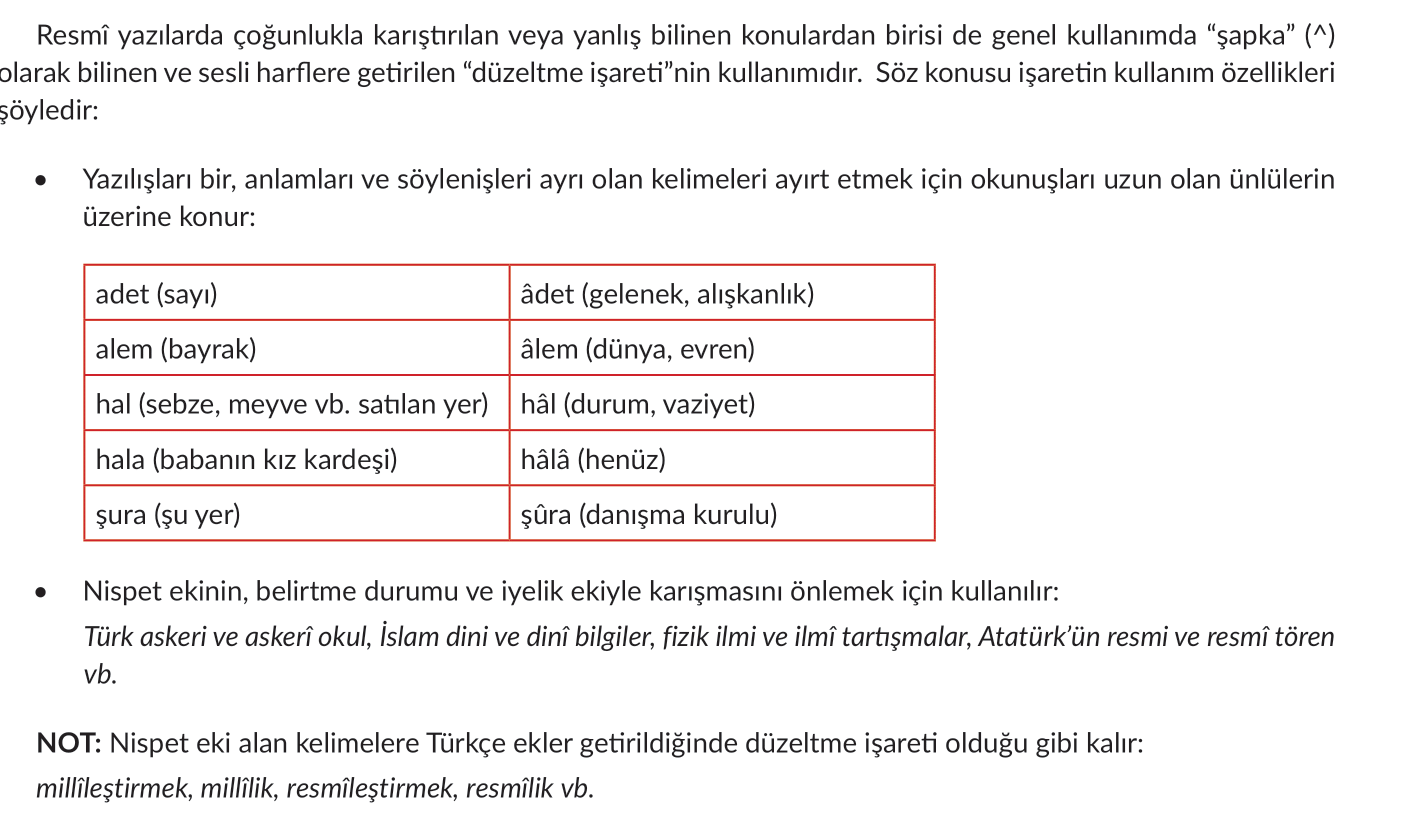 Resmî yazılarda çoğunlukla karıştırılan veya yanlış bilinen konulardan birisi de genel kullanımda “şapka” (^)
olarak bilinen ve sesli harflere getirilen “düzeltme işareti”nin kullanımıdır. Söz konusu işaretin kullanım özellikleri
şöyledir:
• Yazılışları bir, anlamları ve söylenişleri ayrı olan kelimeleri ayırt etmek için okunuşları uzun olan ünlülerin
üzerine konur:
adet (sayı) âdet (gelenek, alışkanlık)
alem (bayrak) âlem (dünya, evren)
hal (sebze, meyve vb. satılan yer) hâl (durum, vaziyet)
hala (babanın kız kardeşi) hâlâ (henüz)
şura (şu yer) şûra (danışma kurulu)
• Nispet ekinin, belirtme durumu ve iyelik ekiyle karışmasını önlemek için kullanılır:
Türk askeri ve askerî okul, İslam dini ve dinî bilgiler, fizik ilmi ve ilmî tartışmalar, Atatürk’ün resmi ve resmî tören
vb.
NOT: Nispet eki alan kelimelere Türkçe ekler getirildiğinde düzeltme işareti olduğu gibi kalır:
millîleştirmek, millîlik, resmîleştirmek, resmîlik vb.